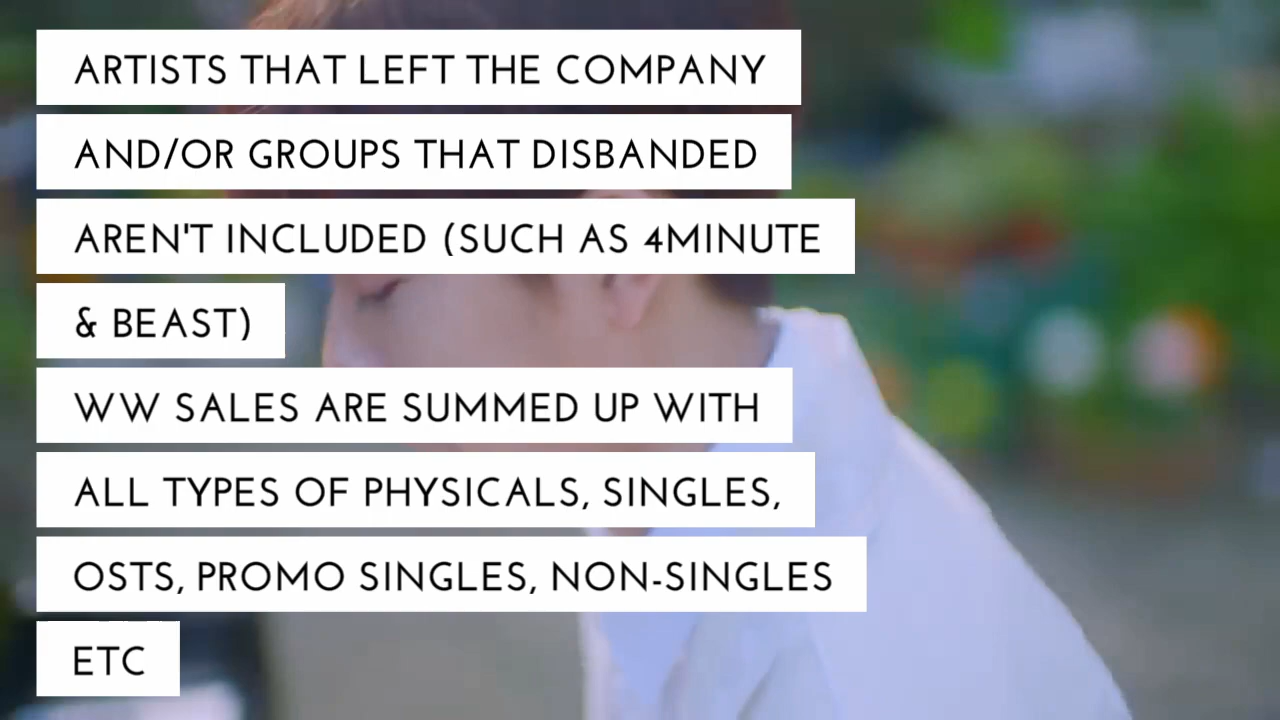 ARTISTS THAT LEFT THE COMPANY
AND/OR GROUPS THAT DISBANDED
AREN'T INCLUDED (SUCH AS 4MINUTE
& BEAST)
WW SALES ARE SUMMED UP WITH
ALL TYPES OF PHYSICALS, SINGLES,
OSTS, PROMO SINGLES, NON-SINGLES
ETC